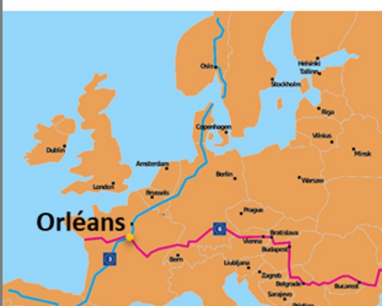 Oslo
Helsinki
Tallinn
Stockholm
Riga
Copenhagen
Vilnius
Dublin
Minsk
Amsterdam
Berlin
Warsaw
London
Brussels
Prague
Orléans
Bratislava
Vienna
Budapest
Bern
Ljubljana
Zagreb
Belgrade
Bucarest
Sarajevo